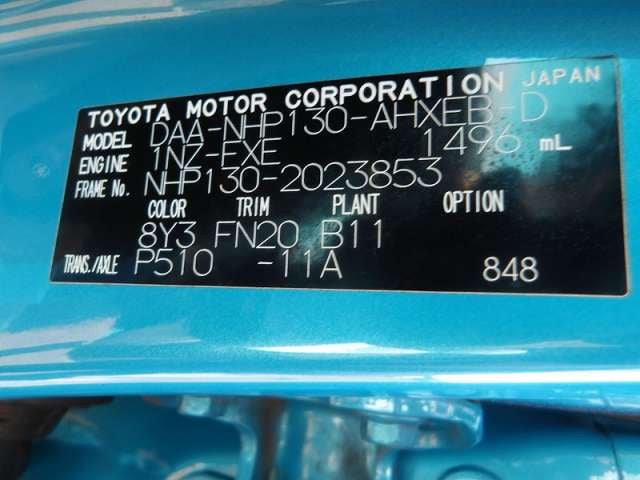 TOYOTA MOTOR CORPORATION JAPAN
MODEL DAA-NHP130-AHXEB-D
ENGINE 1NZ-EXE 1496 mL
FRAME No. NHP130-2023853
COLOR TRIM PLANT OPTION
8Y3 FN20 B11
TRANS./AXLE P510 -11A 848